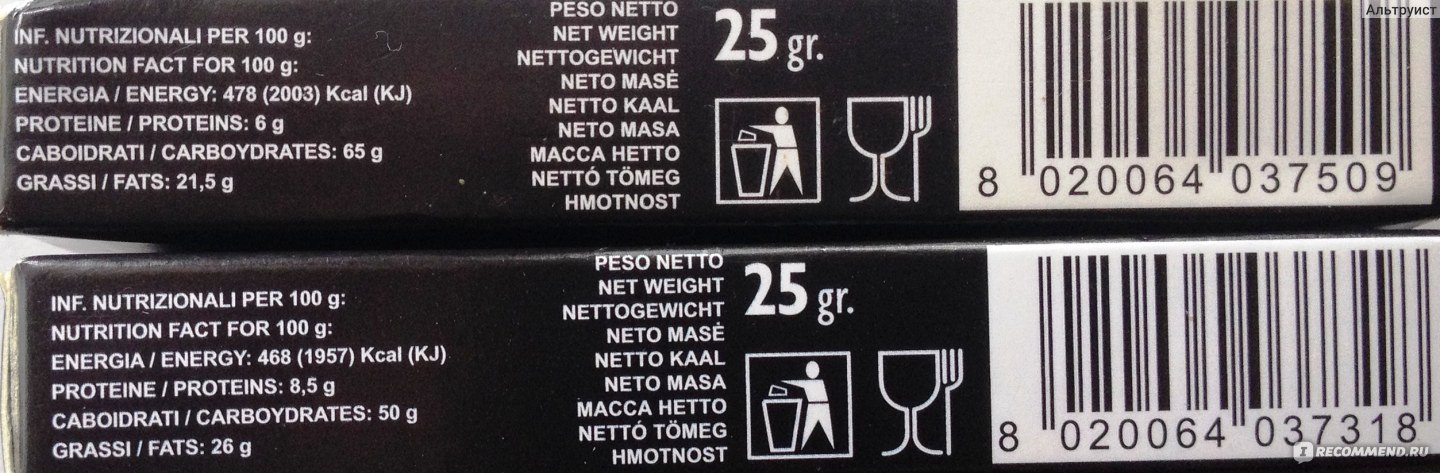 INF. NUTRIZIONALI PER 100 g:
NUTRITION FACT FOR 100 g:
ENERGIA / ENERGY: 478 (2003) Kcal (KJ)
PROTEINE / PROTEINS: 6 g
CABOIDRATI / CARBOYDRATES: 65 g
GRASSI / FATS: 21,5 g
PESO NETTO
NET WEIGHT
NETTOGEWICHT
NETO MASĖ
NETTO KAAL
NETO MASA
МАССА НЕТТО
NETTÓ TÖMEG
HMOTNOST
25 gr.
Альтруист
8 020064 037509
INF. NUTRIZIONALI PER 100 g:
NUTRITION FACT FOR 100 g:
ENERGIA / ENERGY: 468 (1957) Kcal (KJ)
PROTEINE / PROTEINS: 8,5 g
CABOIDRATI / CARBOYDRATES: 50 g
GRASSI / FATS: 26 g
PESO NETTO
NET WEIGHT
NETTOGEWICHT
NETO MASĖ
NETTO KAAL
NETO MASA
МАССА НЕТТО
NETTÓ TÖMEG
HMOTNOST
25 gr.
8 020064 037318
IRECOMMEND.RU